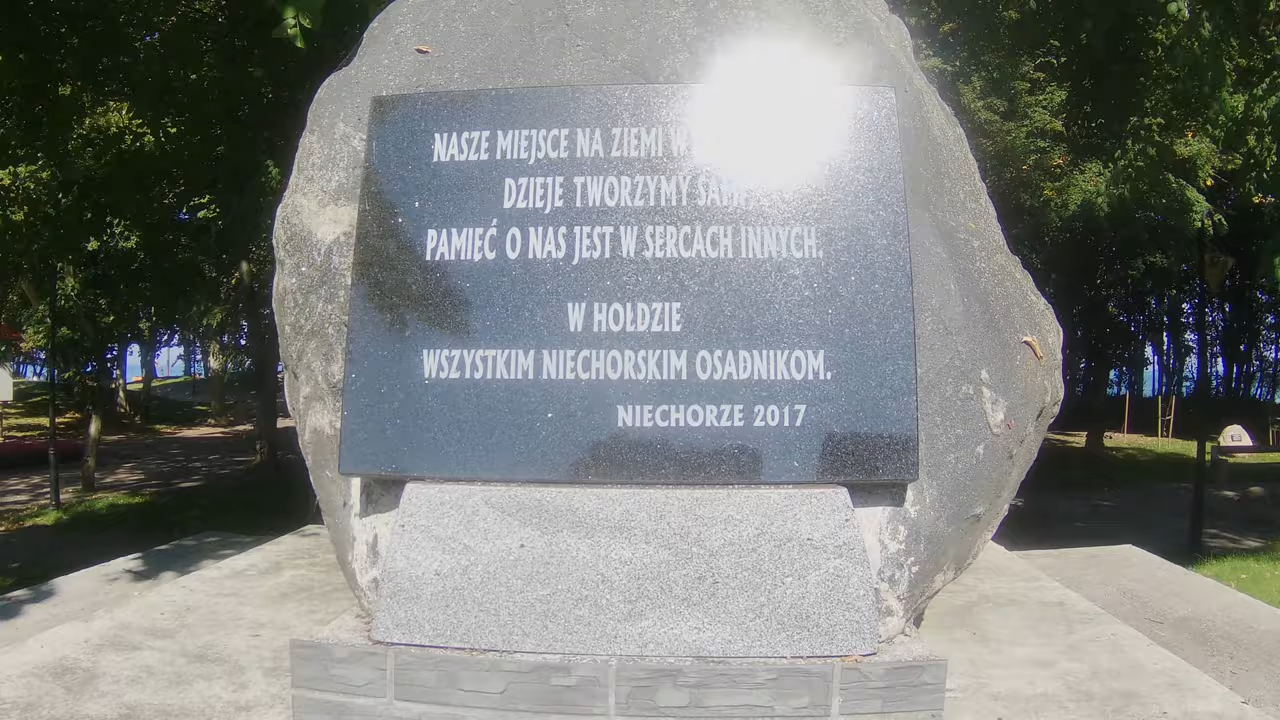 NASZE MIEJSCE NA ZIEMI
DZIEJE TWORZYMY
PAMIĘĆ O NAS JEST W SERCACH INNYCH.
W HOŁDZIE
WSZYSTKIM NIECHORSKIM OSADNIKOM.
NIECHORZE 2017